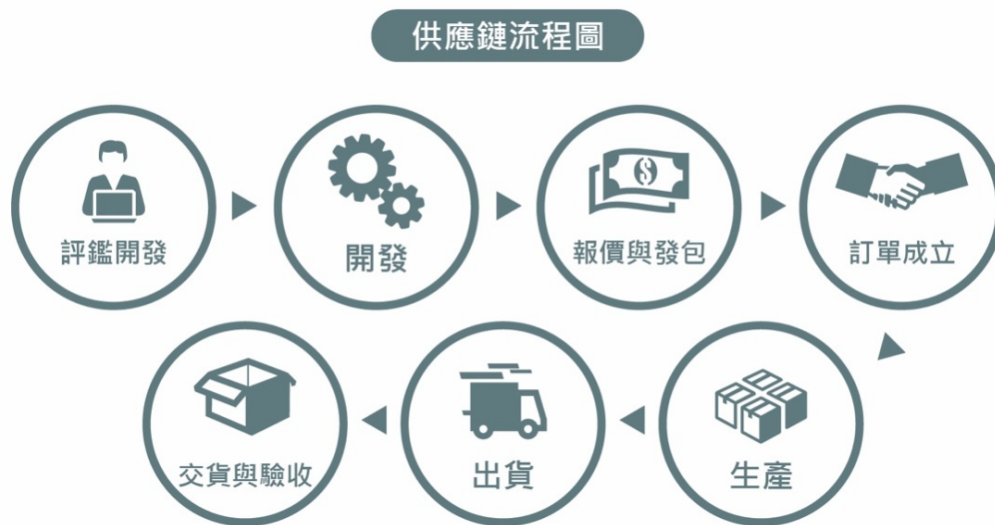 供應鏈流程圖
評鑑開發
開發
報價與發包
訂單成立
生產
出貨
交貨與驗收